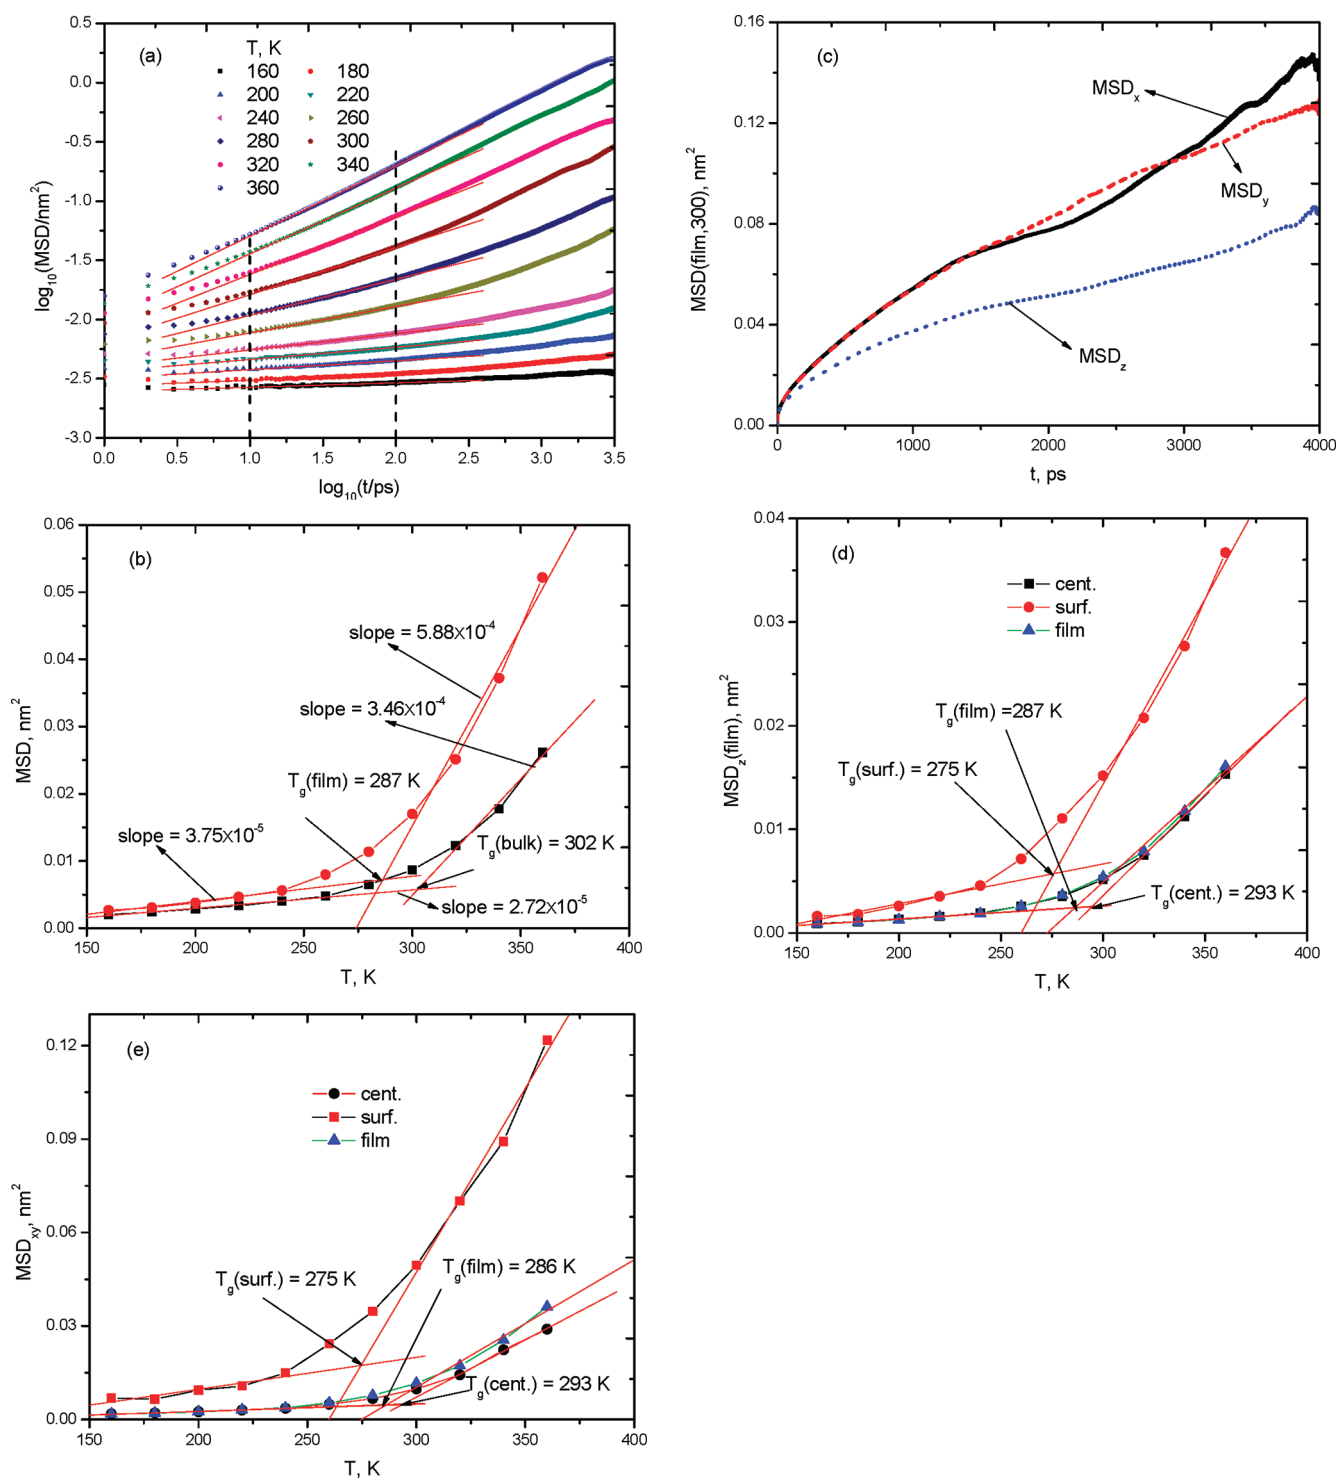 (a)
T, K
160 180
200 220
240 260
280 300
320 340
360
0.5
0.0
-0.5
-1.0
-1.5
-2.0
-2.5
-3.0
log10(MSD/nm²)
0.0 0.5 1.0 1.5 2.0 2.5 3.0 3.5
log10(t/ps)
(c)
0.16
0.12
0.08
0.04
0.00
MSD(film,300), nm²
MSDx
MSDy
MSDz
0 1000 2000 3000 4000
t, ps
(b)
0.06
0.05
0.04
0.03
0.02
0.01
0.00
MSD, nm²
slope = 5.88×10⁻⁴
slope = 3.46×10⁻⁴
Tg(film) = 287 K
slope = 3.75×10⁻⁵
Tg(bulk) = 302 K
slope = 2.72×10⁻⁵
150 200 250 300 350 400
T, K
(d)
0.04
0.03
0.02
0.01
0.00
MSDz(film), nm²
cent.
surf.
film
Tg(film) =287 K
Tg(surf.) =275 K
Tg(cent.) =293 K
150 200 250 300 350 400
T, K
(e)
0.12
0.09
0.06
0.03
0.00
MSDxy, nm²
cent.
surf.
film
Tg(film) = 286 K
Tg(surf.) = 275 K
Tg(cent.) = 293 K
150 200 250 300 350 400
T, K